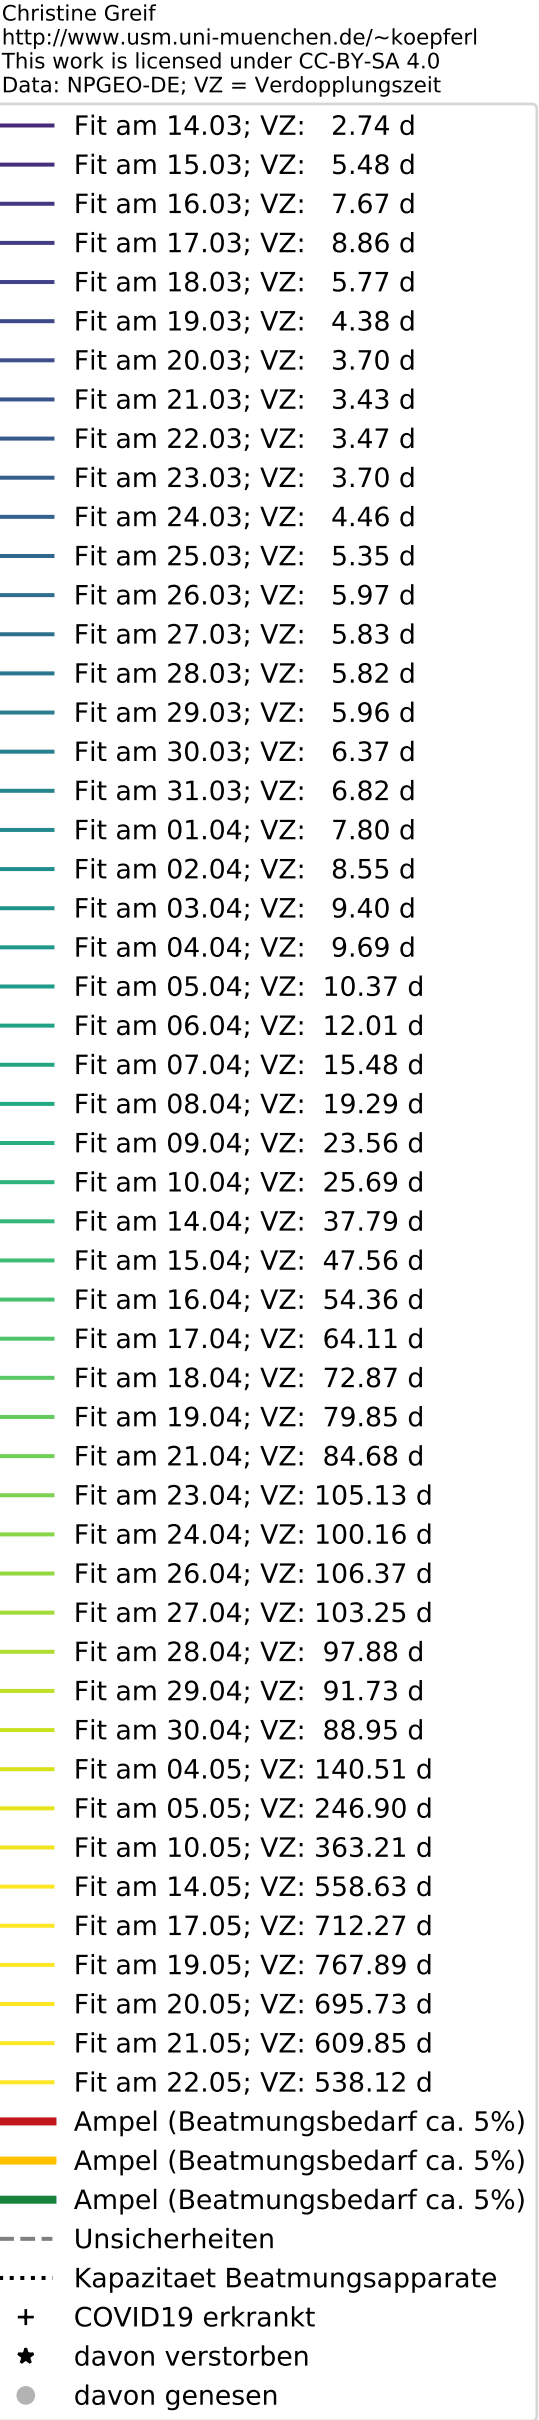 Christine Greif
http://www.usm.uni-muenchen.de/~koepferl
This work is licensed under CC-BY-SA 4.0
Data: NPGEO-DE; VZ = Verdopplungszeit
Fit am 14.03; VZ: 2.74 d
Fit am 15.03; VZ: 5.48 d
Fit am 16.03; VZ: 7.67 d
Fit am 17.03; VZ: 8.86 d
Fit am 18.03; VZ: 5.77 d
Fit am 19.03; VZ: 4.38 d
Fit am 20.03; VZ: 3.70 d
Fit am 21.03; VZ: 3.43 d
Fit am 22.03; VZ: 3.47 d
Fit am 23.03; VZ: 3.70 d
Fit am 24.03; VZ: 4.46 d
Fit am 25.03; VZ: 5.35 d
Fit am 26.03; VZ: 5.97 d
Fit am 27.03; VZ: 5.83 d
Fit am 28.03; VZ: 5.82 d
Fit am 29.03; VZ: 5.96 d
Fit am 30.03; VZ: 6.37 d
Fit am 31.03; VZ: 6.82 d
Fit am 01.04; VZ: 7.80 d
Fit am 02.04; VZ: 8.55 d
Fit am 03.04; VZ: 9.40 d
Fit am 04.04; VZ: 9.69 d
Fit am 05.04; VZ: 10.37 d
Fit am 06.04; VZ: 12.01 d
Fit am 07.04; VZ: 15.48 d
Fit am 08.04; VZ: 19.29 d
Fit am 09.04; VZ: 23.56 d
Fit am 10.04; VZ: 25.69 d
Fit am 14.04; VZ: 37.79 d
Fit am 15.04; VZ: 47.56 d
Fit am 16.04; VZ: 54.36 d
Fit am 17.04; VZ: 64.11 d
Fit am 18.04; VZ: 72.87 d
Fit am 19.04; VZ: 79.85 d
Fit am 21.04; VZ: 84.68 d
Fit am 23.04; VZ: 105.13 d
Fit am 24.04; VZ: 100.16 d
Fit am 26.04; VZ: 106.37 d
Fit am 27.04; VZ: 103.25 d
Fit am 28.04; VZ: 97.88 d
Fit am 29.04; VZ: 91.73 d
Fit am 30.04; VZ: 88.95 d
Fit am 04.05; VZ: 140.51 d
Fit am 05.05; VZ: 246.90 d
Fit am 10.05; VZ: 363.21 d
Fit am 14.05; VZ: 558.63 d
Fit am 17.05; VZ: 712.27 d
Fit am 19.05; VZ: 767.89 d
Fit am 20.05; VZ: 695.73 d
Fit am 21.05; VZ: 609.85 d
Fit am 22.05; VZ: 538.12 d
Ampel (Beatmungsbedarf ca. 5%)
Ampel (Beatmungsbedarf ca. 5%)
Ampel (Beatmungsbedarf ca. 5%)
Unsicherheiten
Kapazitaet Beatmungsapparate
COVID19 erkrankt
davon verstorben
davon genesen